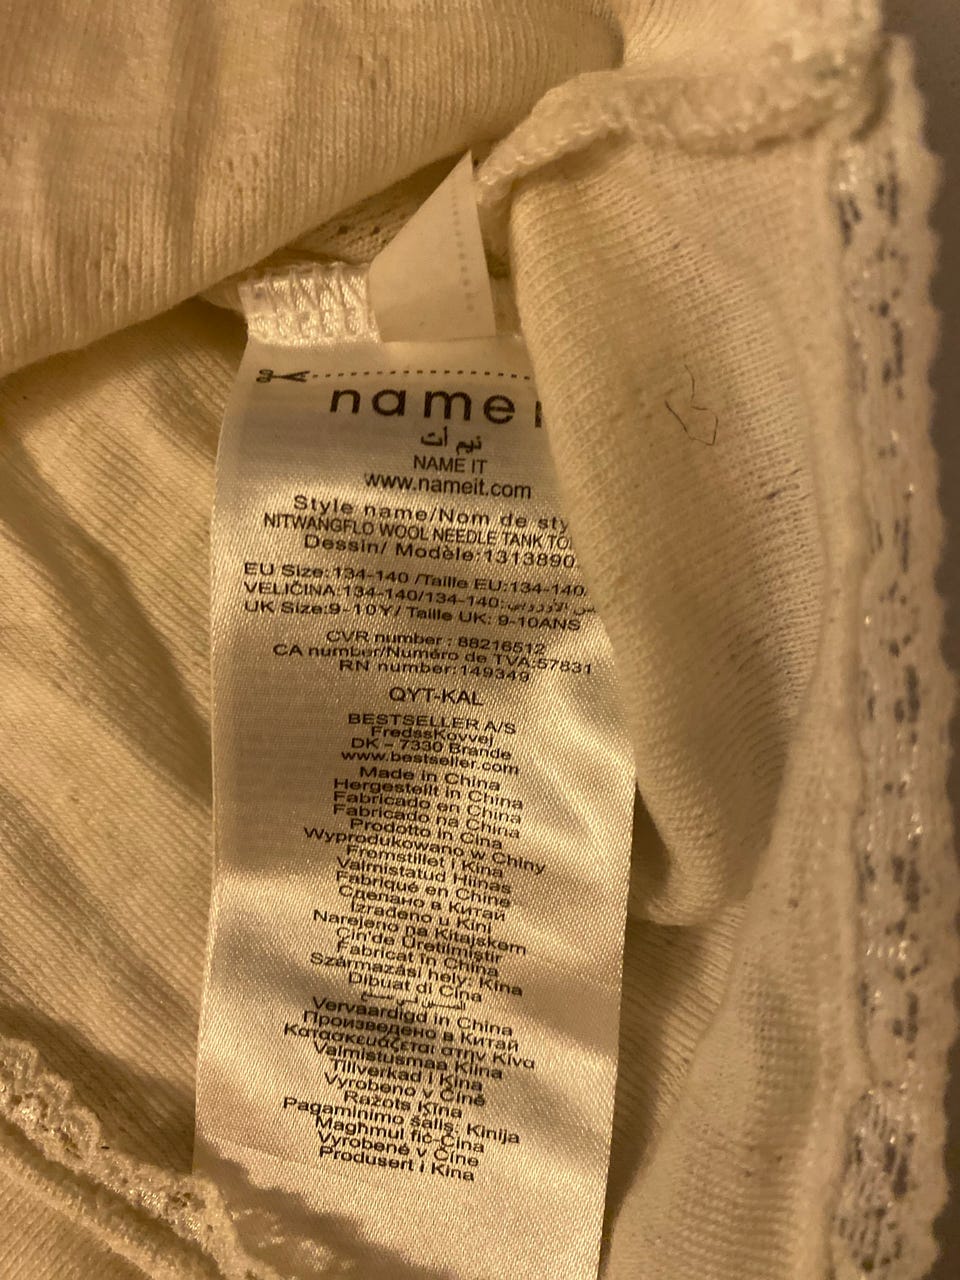 name
نيم ات
NAME IT
www.nameit.com
Style name/Nom de sty
NITWANGFLO WOOL NEEDLE TANK TO
Dessin/ Modèle:1313890
EU Size:134-140 /Taille EU:134-140
VELIČINA:134-140/134-140:
UK Size:9-10Y/ Taille UK: 9-10ANS
CVR number : 88216512
CA number/Numéro de TVA:57831
RN number:149349
QYT-KAL
BESTSELLER A/S
FredssKovvej
DK – 7330 Brande
www.bestseller.com
Made in China
Hergestellt in China
Fabricado en China
Fabricado na China
Prodotto in Cina
Wyprodukowano w Chiny
Fromstillet i Kina
Valmistatud Hiinas
Fabriqué en Chine
Сделано в Китай
Izrađeno u Kini
Narejeno na Kitajskem
Çin'de Üretilmiştir
Fabricat in China
Származási hely: Kína
Dibuat di Cina
Vervaardigd in China
Произведено в Китай
Κατασκευάζεται στην Κίνα
Valmistusmaa Kiina
Tillverkad i Kina
Vyrobeno v Číně
Ražots Ķīna
Pagaminimo šalis: Kinija
Magħmul fiċ-Ċina
Vyrobené v Číne
Produsert i Kina